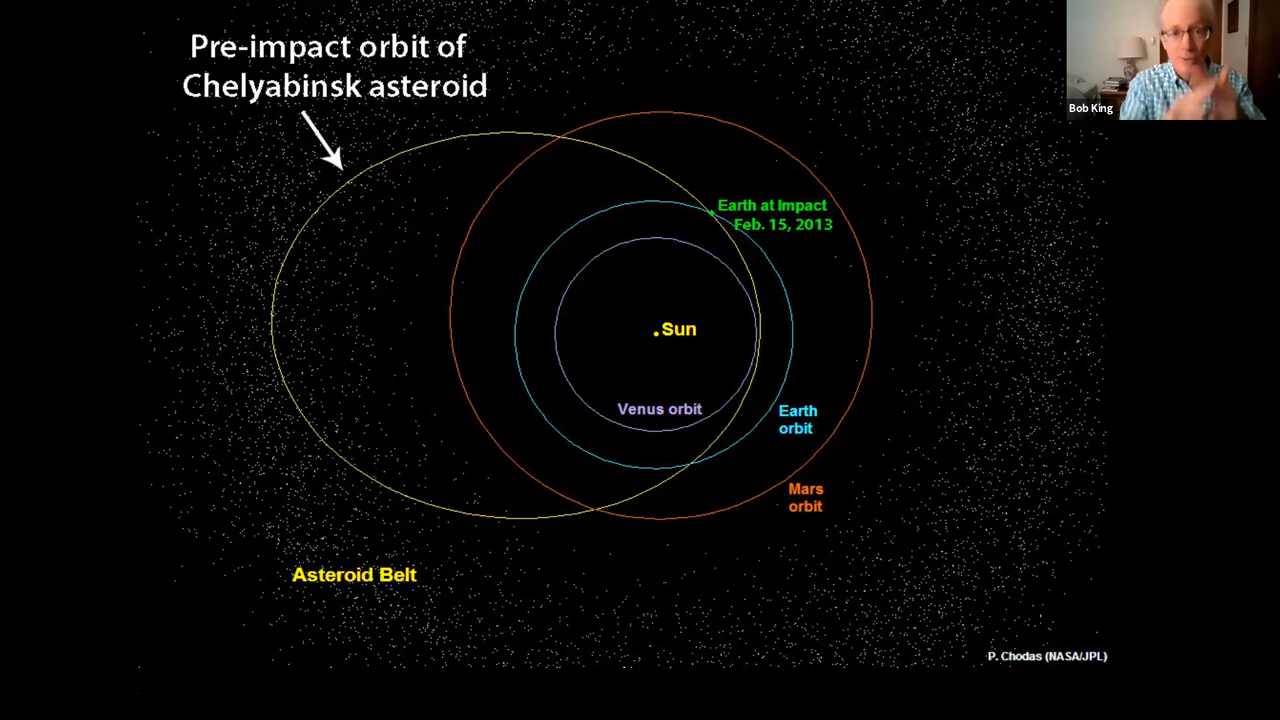 Pre-impact orbit of
Chelyabinsk asteroid
Bob King
Earth at Impact
Feb. 15, 2013
Sun
Venus orbit
Earth
orbit
Mars
orbit
Asteroid Belt
P. Chodas (NASA/JPL)